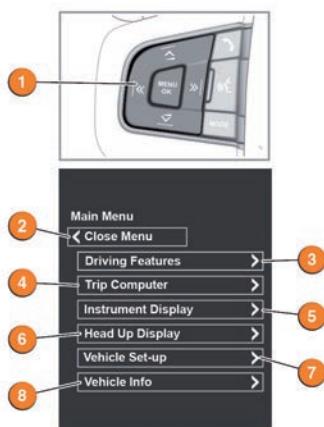 1
MENU
OK
MODE
Main Menu
2
Close Menu
Driving Features
3
4
Trip Computer
Instrument Display
5
6
Head Up Display
Vehicle Set-up
7
8
Vehicle Info